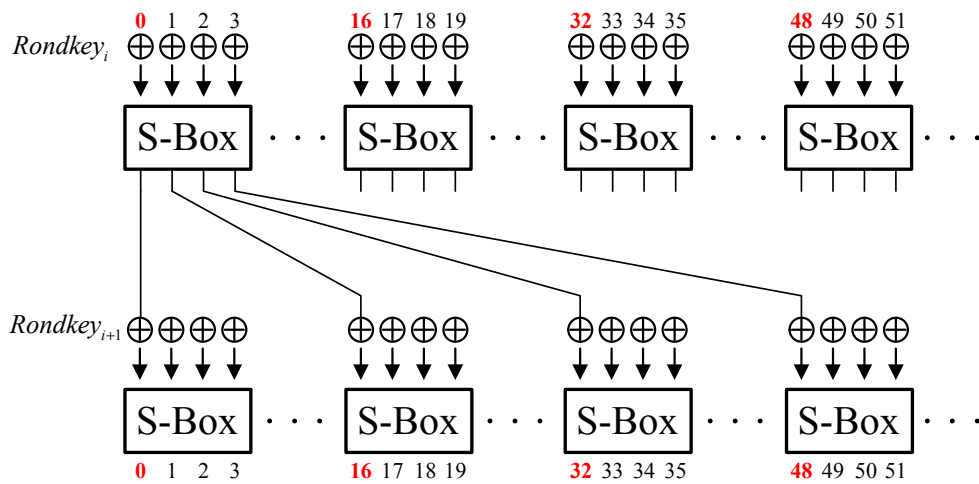 0 1 2 3 16 17 18 19 32 33 34 35 48 49 50 51
Rondkey_i
S-Box · · · S-Box · · · S-Box · · · S-Box · · ·
Rondkey_{i+1}
S-Box · · · S-Box · · · S-Box · · · S-Box · · ·
0 1 2 3 16 17 18 19 32 33 34 35 48 49 50 51